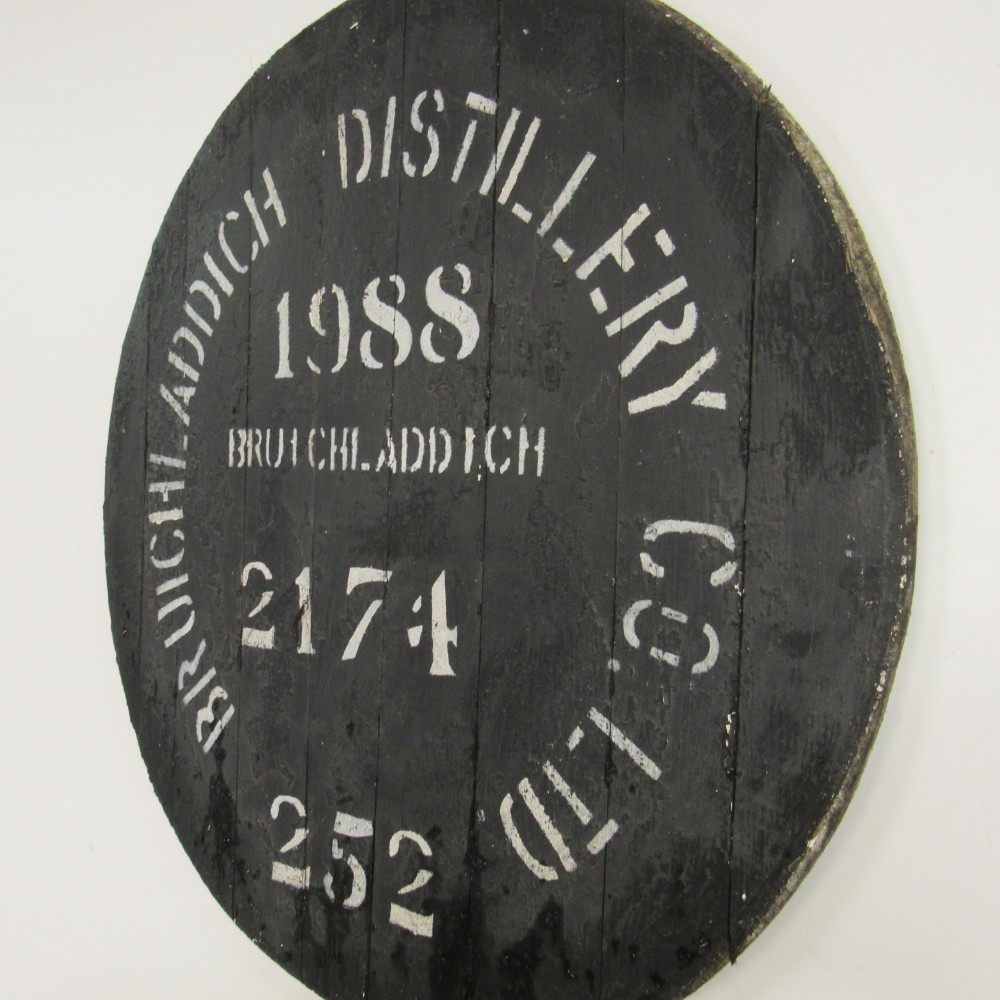 BRUICHLADDICH DISTILLERY CO. LTD
1988
BRUICHLADDICH
2174
252